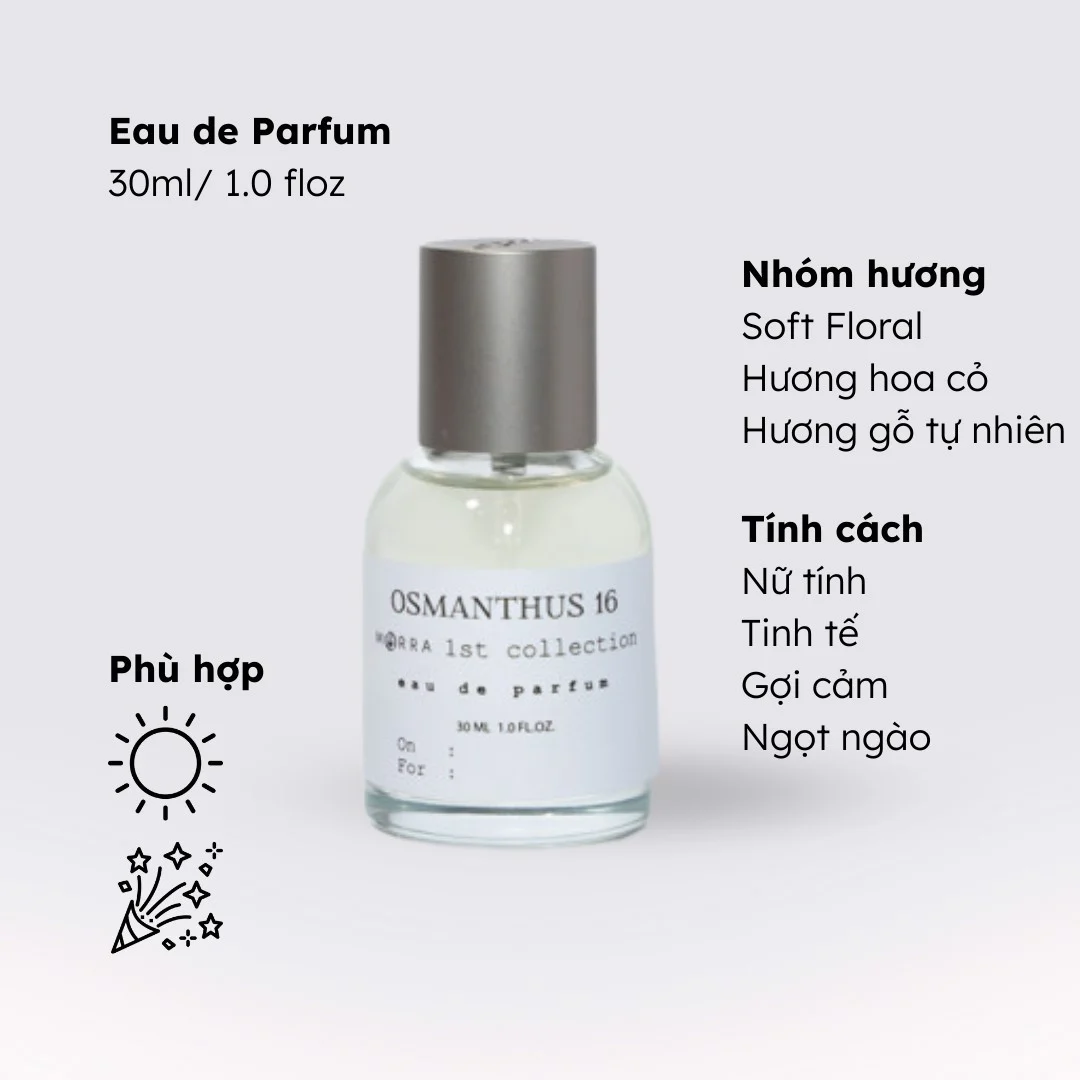 Eau de Parfum
30ml/ 1.0 floz
Nhóm hương
Soft Floral
Hương hoa cỏ
Hương gỗ tự nhiên
Tính cách
Nữ tính
Tinh tế
Gợi cảm
Ngọt ngào
Phù hợp
OSMANTHUS 16
MORRA 1st collection
eau de parfum
30 ML 1.0 FL.OZ.
On :
For :